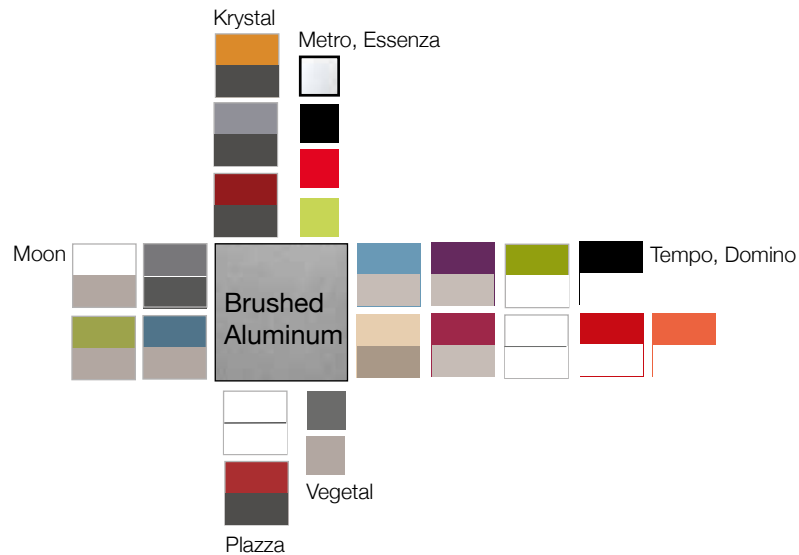 Krystal
Metro, Essenza
Moon
Tempo, Domino
Brushed
Aluminum
Vegetal
Plazza